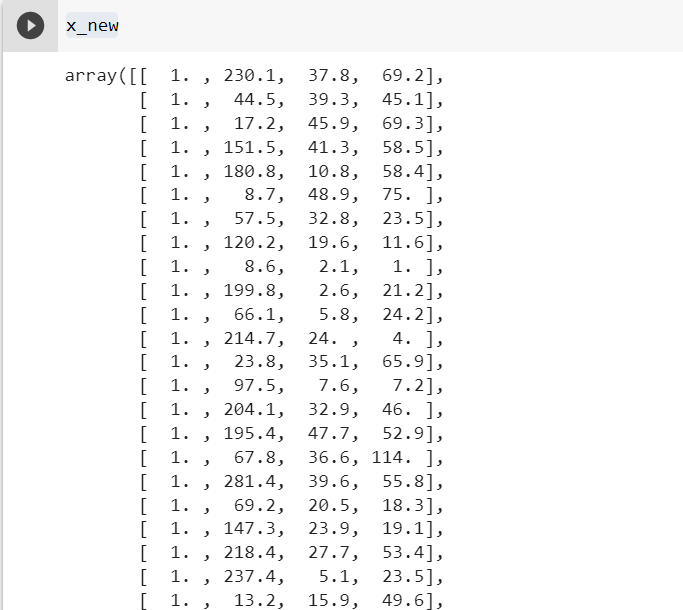 x_new
array([[  1. , 230.1,  37.8,  69.2],
       [  1. ,  44.5,  39.3,  45.1],
       [  1. ,  17.2,  45.9,  69.3],
       [  1. , 151.5,  41.3,  58.5],
       [  1. , 180.8,  10.8,  58.4],
       [  1. ,   8.7,  48.9,  75. ],
       [  1. ,  57.5,  32.8,  23.5],
       [  1. , 120.2,  19.6,  11.6],
       [  1. ,   8.6,   2.1,   1. ],
       [  1. , 199.8,   2.6,  21.2],
       [  1. ,  66.1,   5.8,  24.2],
       [  1. , 214.7,  24. ,   4. ],
       [  1. ,  23.8,  35.1,  65.9],
       [  1. ,  97.5,   7.6,   7.2],
       [  1. , 204.1,  32.9,  46. ],
       [  1. , 195.4,  47.7,  52.9],
       [  1. ,  67.8,  36.6, 114. ],
       [  1. , 281.4,  39.6,  55.8],
       [  1. ,  69.2,  20.5,  18.3],
       [  1. , 147.3,  23.9,  19.1],
       [  1. , 218.4,  27.7,  53.4],
       [  1. , 237.4,   5.1,  23.5],
       [  1. ,  13.2,  15.9,  49.6],